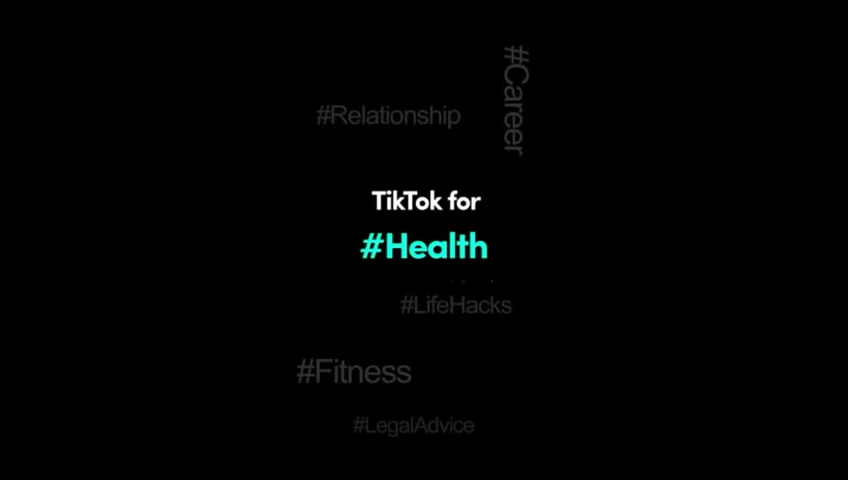 #Career
#Relationship
TikTok for
#Health
#LifeHacks
#Fitness
#LegalAdvice